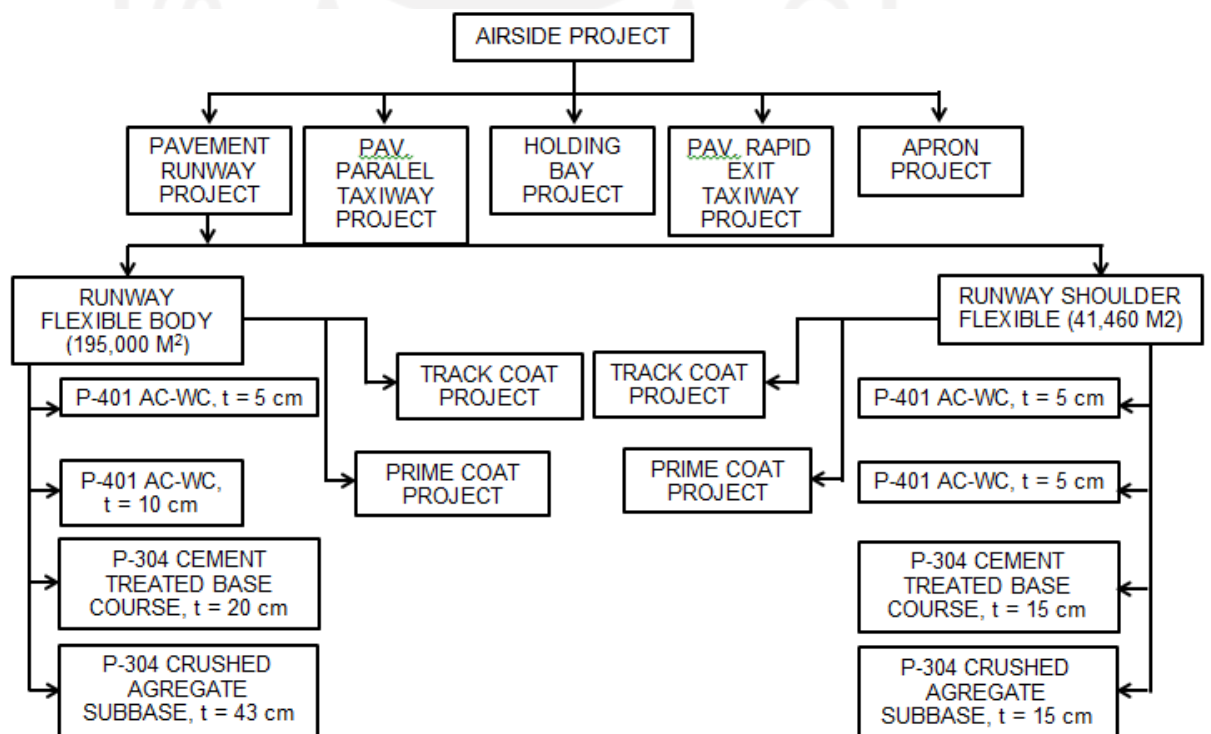 AIRSIDE PROJECT
PAVEMENT
RUNWAY
PROJECT
PAV.
PARALEL
TAXIWAY
PROJECT
HOLDING
BAY
PROJECT
PAV. RAPID
EXIT
TAXIWAY
PROJECT
APRON
PROJECT
RUNWAY
FLEXIBLE BODY
(195,000 M²)
RUNWAY SHOULDER
FLEXIBLE (41,460 M2)
TRACK COAT
PROJECT
TRACK COAT
PROJECT
P-401 AC-WC, t = 5 cm
P-401 AC-WC, t = 5 cm
PRIME COAT
PROJECT
PRIME COAT
PROJECT
P-401 AC-WC,
t = 10 cm
P-401 AC-WC, t = 5 cm
P-304 CEMENT
TREATED BASE
COURSE, t = 20 cm
P-304 CEMENT
TREATED BASE
COURSE, t = 15 cm
P-304 CRUSHED
AGREGATE
SUBBASE, t = 43 cm
P-304 CRUSHED
AGREGATE
SUBBASE, t = 15 cm